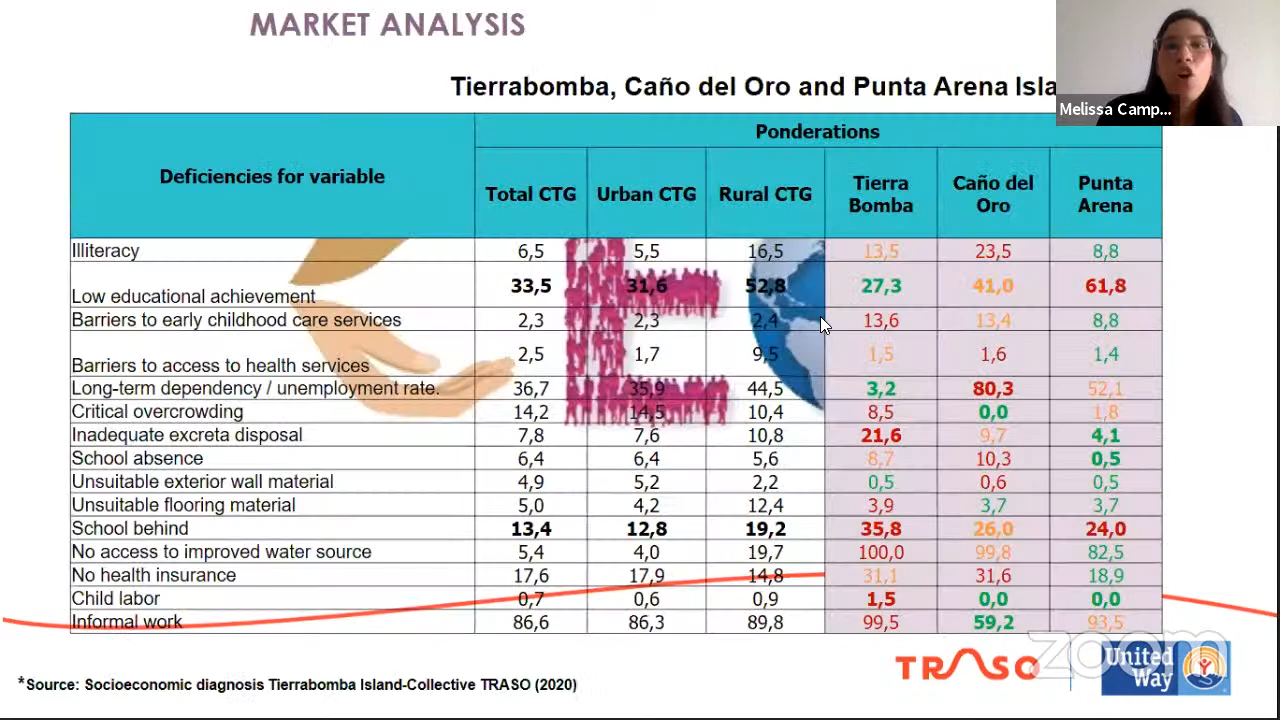 MARKET ANALYSIS
Tierrabomba, Caño del Oro and Punta Arena Isla
Melissa Camp...
Deficiencies for variable
Ponderations
Total CTG Urban CTG Rural CTG Tierra Bomba Caño del Oro Punta Arena
Illiteracy 6,5 5,5 16,5 13,5 23,5 8,8
Low educational achievement 33,5 31,6 52,8 27,3 41,0 61,8
Barriers to early childhood care services 2,3 2,3 2,4 13,6 13,4 8,8
Barriers to access to health services 2,5 1,7 9,5 1,5 1,6 1,4
Long-term dependency / unemployment rate. 36,7 35,9 44,5 3,2 80,3 52,1
Critical overcrowding 14,2 14,5 10,4 8,5 0,0 1,8
Inadequate excreta disposal 7,8 7,6 10,8 21,6 9,7 4,1
School absence 6,4 6,4 5,6 8,7 10,3 0,5
Unsuitable exterior wall material 4,9 5,2 2,2 0,5 0,6 0,5
Unsuitable flooring material 5,0 4,2 12,4 3,9 3,7 3,7
School behind 13,4 12,8 19,2 35,8 26,0 24,0
No access to improved water source 5,4 4,0 19,7 100,0 99,8 82,5
No health insurance 17,6 17,9 14,8 31,1 31,6 18,9
Child labor 0,7 0,6 0,9 1,5 0,0 0,0
Informal work 86,6 86,3 89,8 99,5 59,2 93,5
zoom
TRASO
United
Way
*Source: Socioeconomic diagnosis Tierrabomba Island-Collective TRASO (2020)